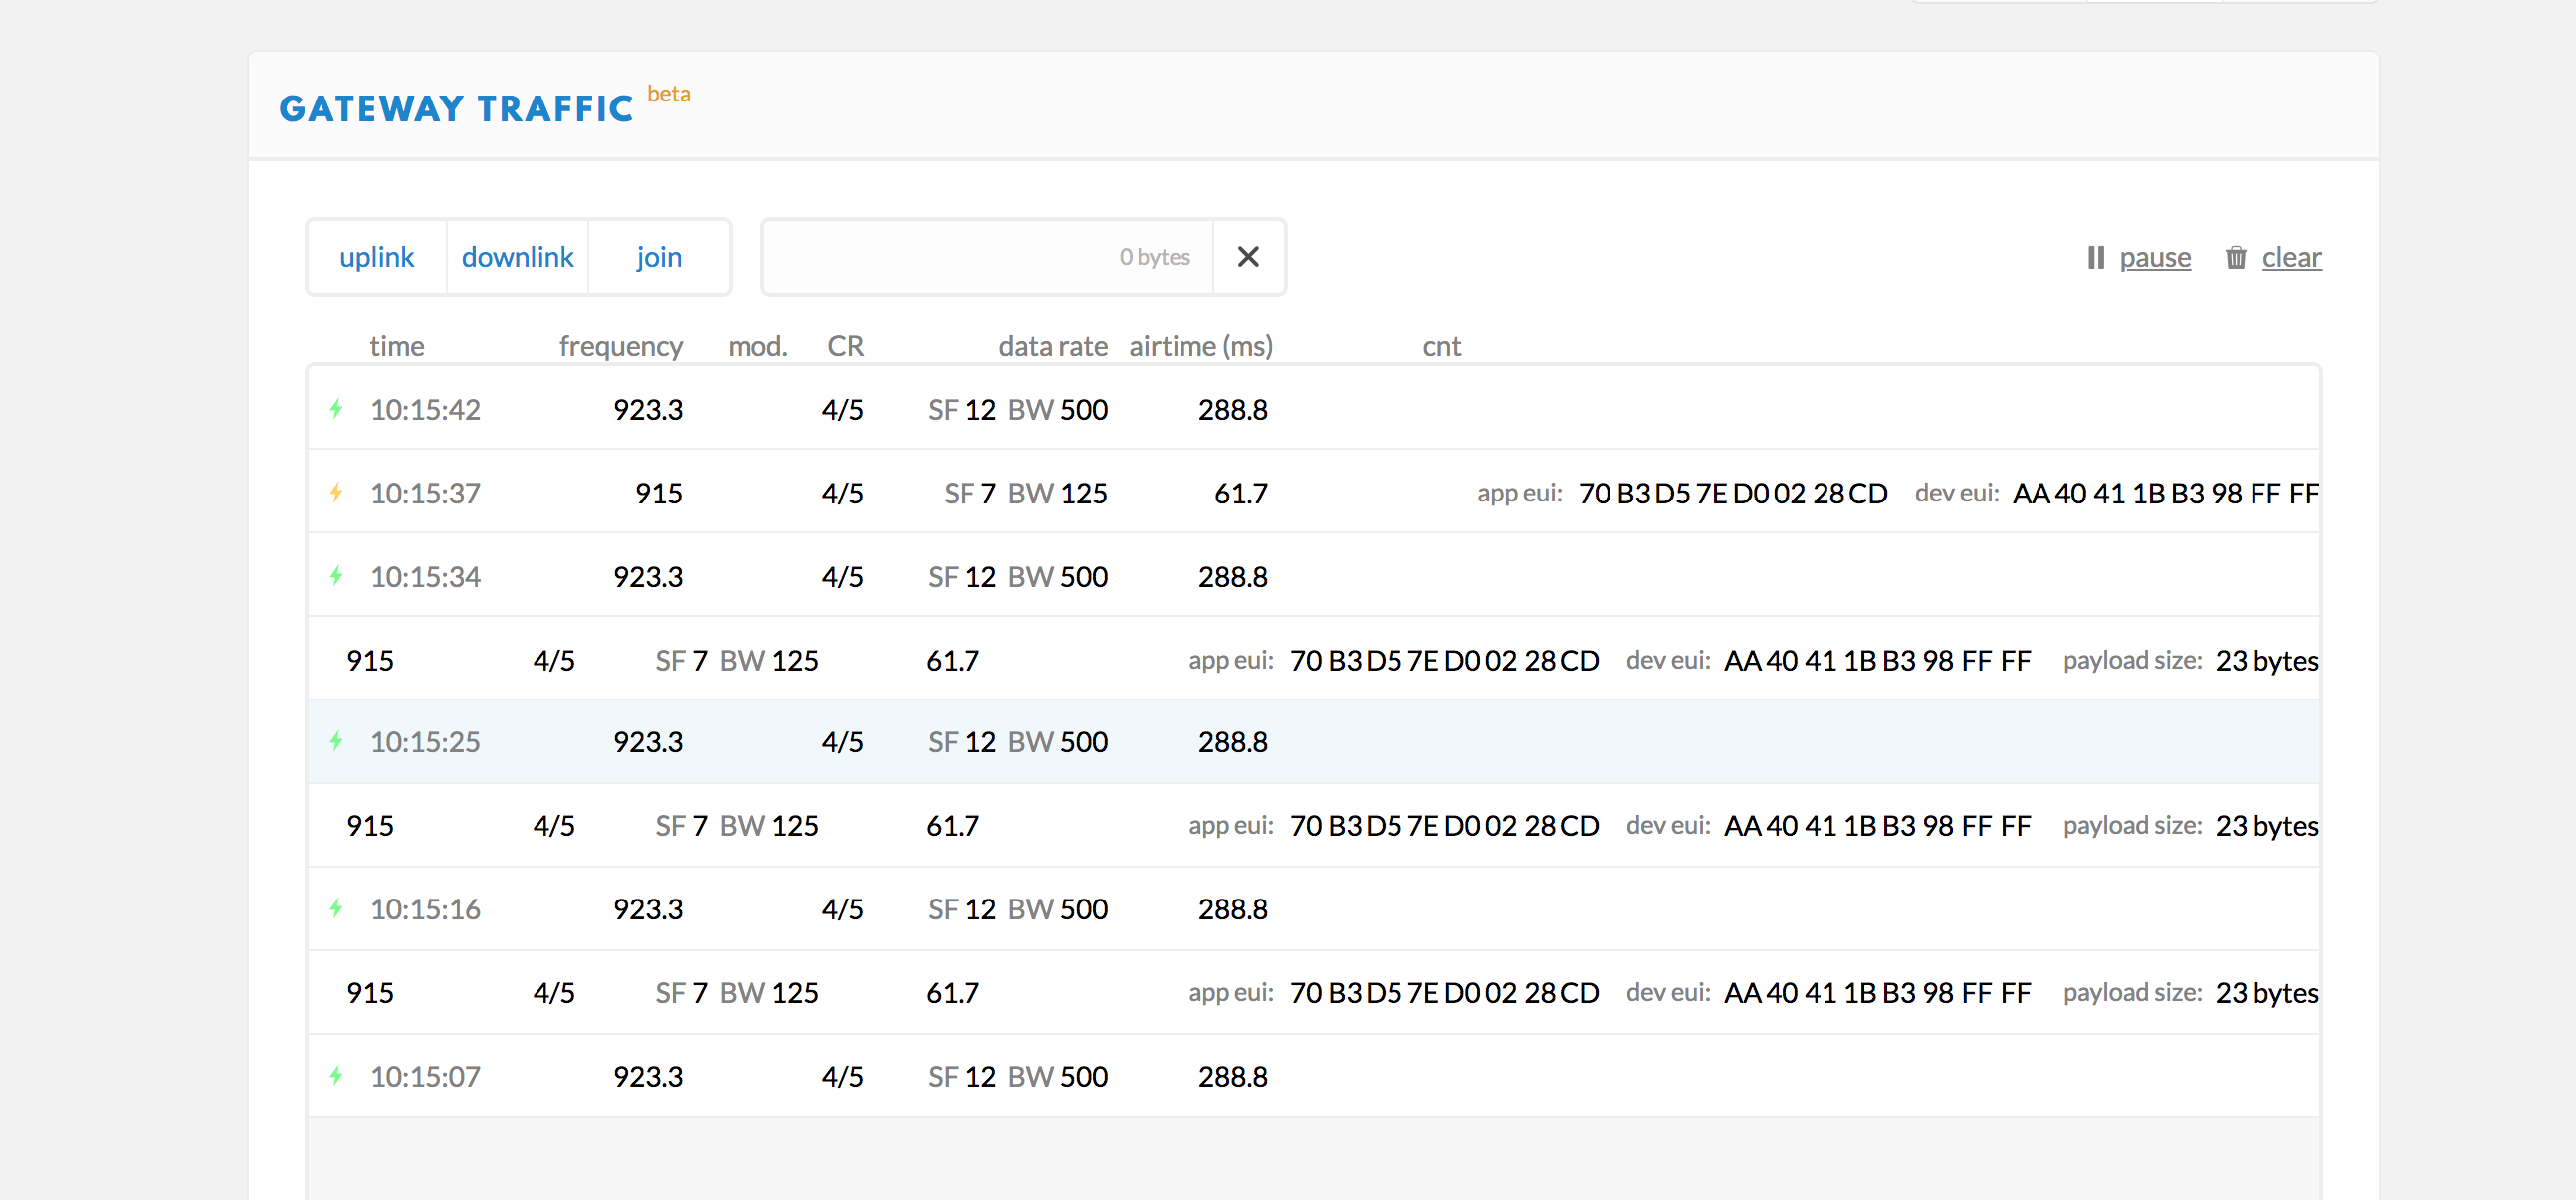 GATEWAY TRAFFIC beta
uplink downlink join 0 bytes pause clear
time frequency mod. CR data rate airtime (ms) cnt
10:15:42 923.3 4/5 SF 12 BW 500 288.8
10:15:37 915 4/5 SF 7 BW 125 61.7 app eui: 70 B3 D5 7E D0 02 28 CD dev eui: AA 40 41 1B B3 98 FF FF
10:15:34 923.3 4/5 SF 12 BW 500 288.8
915 4/5 SF 7 BW 125 61.7 app eui: 70 B3 D5 7E D0 02 28 CD dev eui: AA 40 41 1B B3 98 FF FF payload size: 23 bytes
10:15:25 923.3 4/5 SF 12 BW 500 288.8
915 4/5 SF 7 BW 125 61.7 app eui: 70 B3 D5 7E D0 02 28 CD dev eui: AA 40 41 1B B3 98 FF FF payload size: 23 bytes
10:15:16 923.3 4/5 SF 12 BW 500 288.8
915 4/5 SF 7 BW 125 61.7 app eui: 70 B3 D5 7E D0 02 28 CD dev eui: AA 40 41 1B B3 98 FF FF payload size: 23 bytes
10:15:07 923.3 4/5 SF 12 BW 500 288.8